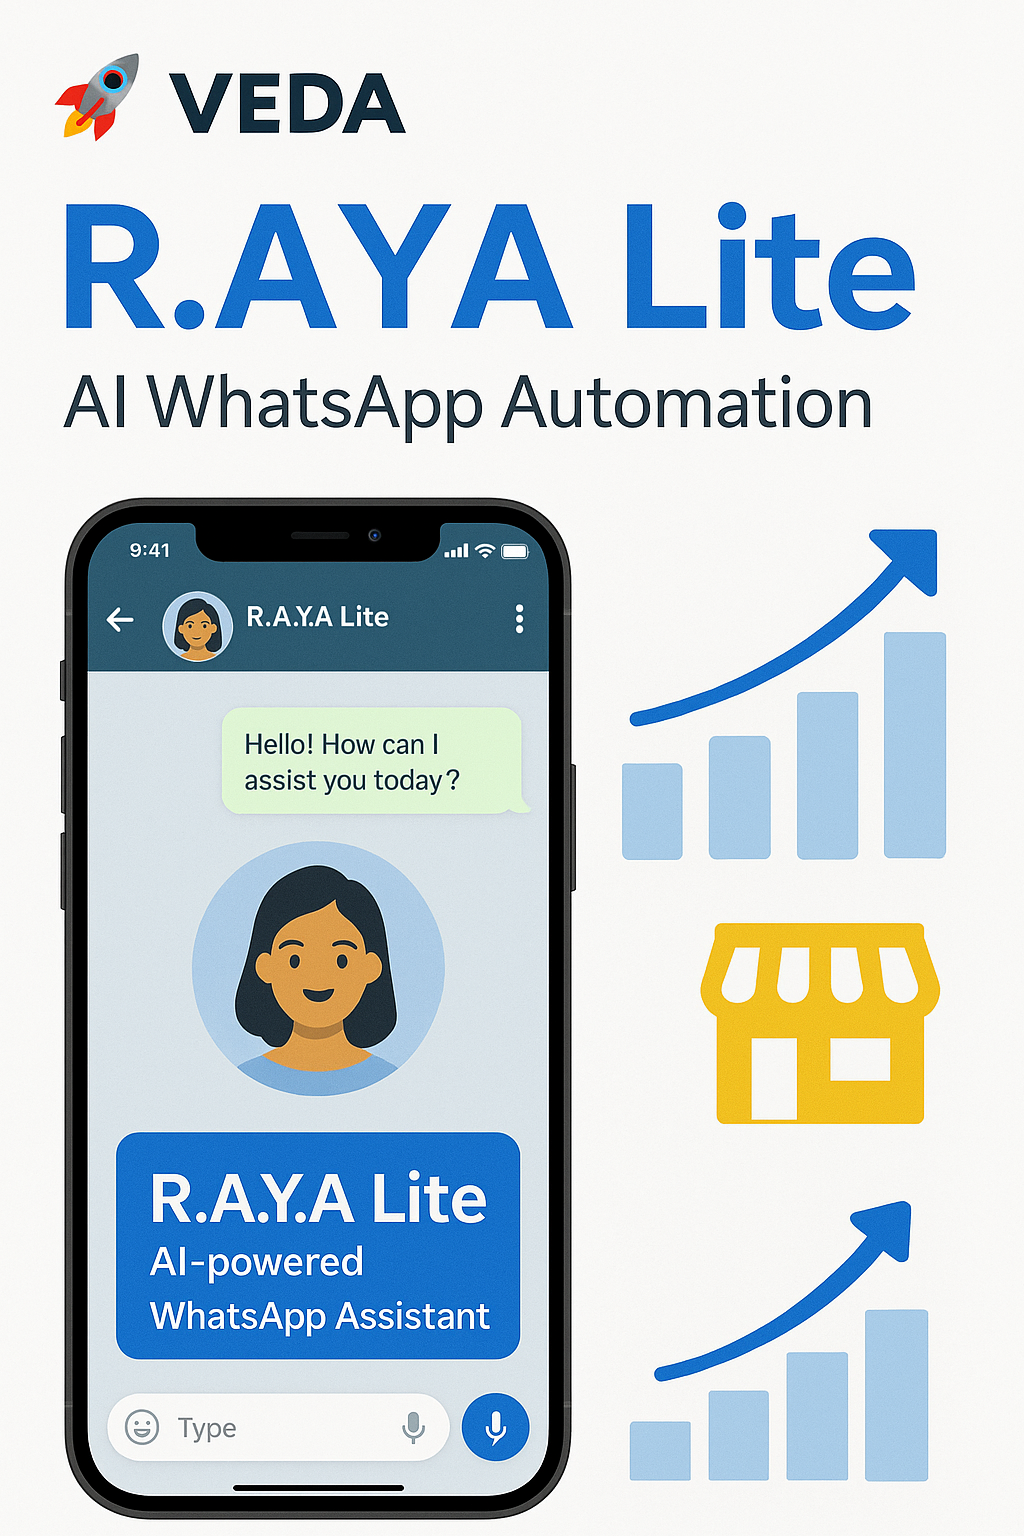 VEDA
R.AYA Lite
AI WhatsApp Automation
9:41
R.A.Y.A Lite
Hello! How can I
assist you today?
R.A.Y.A Lite
AI-powered
WhatsApp Assistant
Type